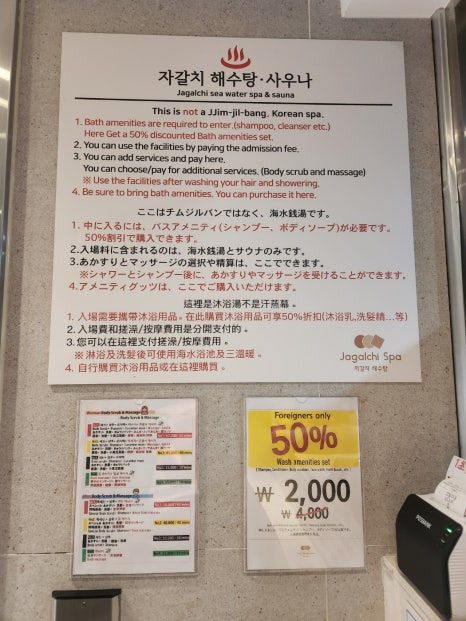 자갈치 해수탕·사우나
Jagalchi sea water spa & sauna
This is not a JJim-jil-bang. Korean spa.
1. Bath amenities are required to enter.(shampoo, cleanser etc.)
Here Get a 50% discounted Bath amenities set.
2. You can use the facilities by paying the admission fee.
3. You can add services and pay here.
You can choose/pay for additional services. (Body scrub and massage)
※ Use the facilities after washing your hair and showering.
4. Be sure to bring bath amenities. You can purchase it here.
ここはチムジルバンではなく、海水銭湯です。
1. 中に入るには、バスアメニティ(シャンプー、ボディソープ)が必要です。
50%割引で購入できます。
2.入場料に含まれるのは、海水銭湯とサウナのみです。
3.あかすりとマッサージの選択や精算は、ここでできます。
※シャワーとシャンプー後に、あかすりやマッサージを受けることができます。
4.アメニティグッツは、ここでご購入いただけます。
這裡是沐浴湯不是汗蒸幕。
1. 入場需要攜帶沐浴用品。在此購買沐浴用品可享50%折扣(沐浴乳,洗髮精...等)
2. 入場費和搓澡/按摩費用是分開支付的。
3. 您可以在這裡支付搓澡/按摩費用。
※ 淋浴及洗髮後可使用海水浴池及三溫暖。
4. 自行購買沐浴用品或在這裡購買。
Jagalchi Spa
자갈치 해수탕
Woman Body Scrub & Massage
Body Scrub & Massage
Foreigners only
50%
Wash amenities set
₩ 2,000
₩ 4,000